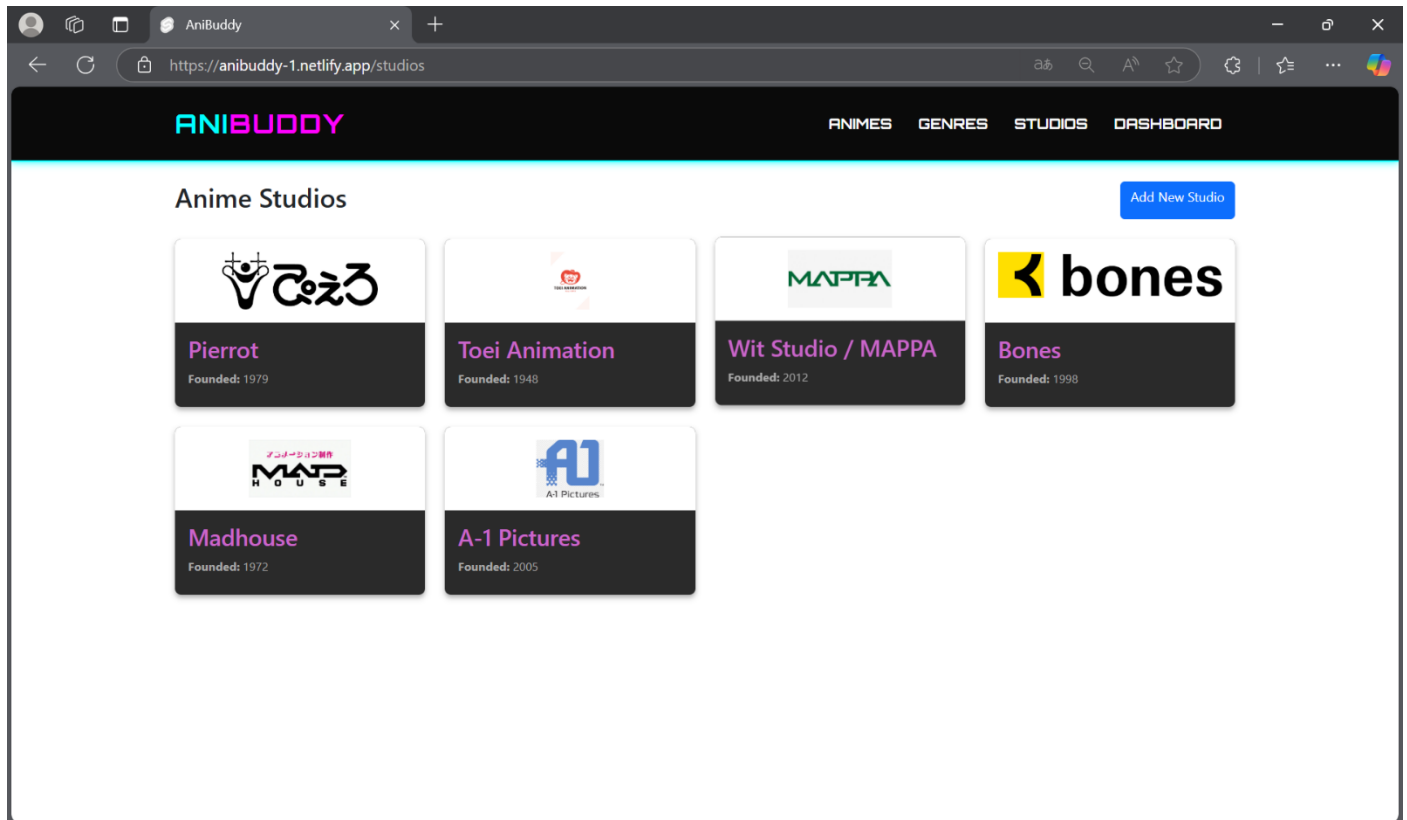 AniBuddy
https://anibuddy-1.netlify.app/studios
ANIBUDDY
ANIMES GENRES STUDIOS DASHBOARD
Anime Studios
Add New Studio
ぴえろ
Pierrot
Founded: 1979
TOEI ANIMATION
Toei Animation
Founded: 1948
MAPPA
Wit Studio / MAPPA
Founded: 2012
bones
Bones
Founded: 1998
アニメーション制作
MAD
HOUSE
Madhouse
Founded: 1972
A1
A-1 Pictures
A-1 Pictures
Founded: 2005